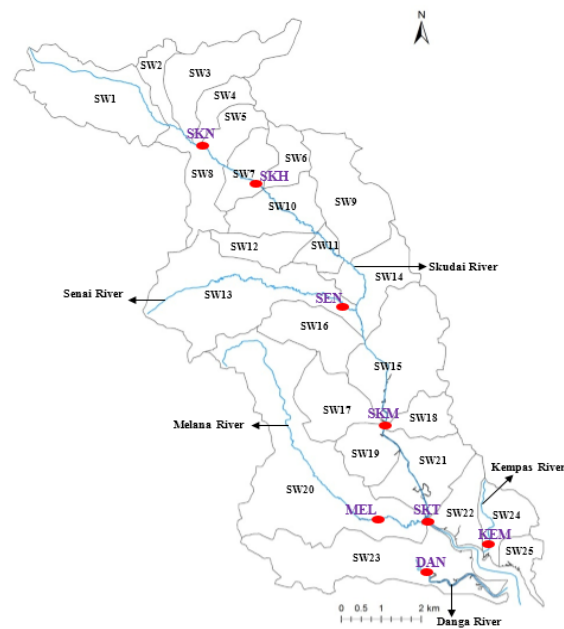 N
SW2
SW3
SW1
SW4
SW5
SKN
SW6
SW8
SW7
SKH
SW9
SW10
SW11
SW12
SW14
Skudai River
Senai River
SW13
SEN
SW16
SW15
SW17
SKM
SW18
Melana River
SW19
SW21
Kempas River
SW20
MEL
SKT
SW22
SW24
KEM
SW25
SW23
DAN
0 0.5 1 2 km
Danga River